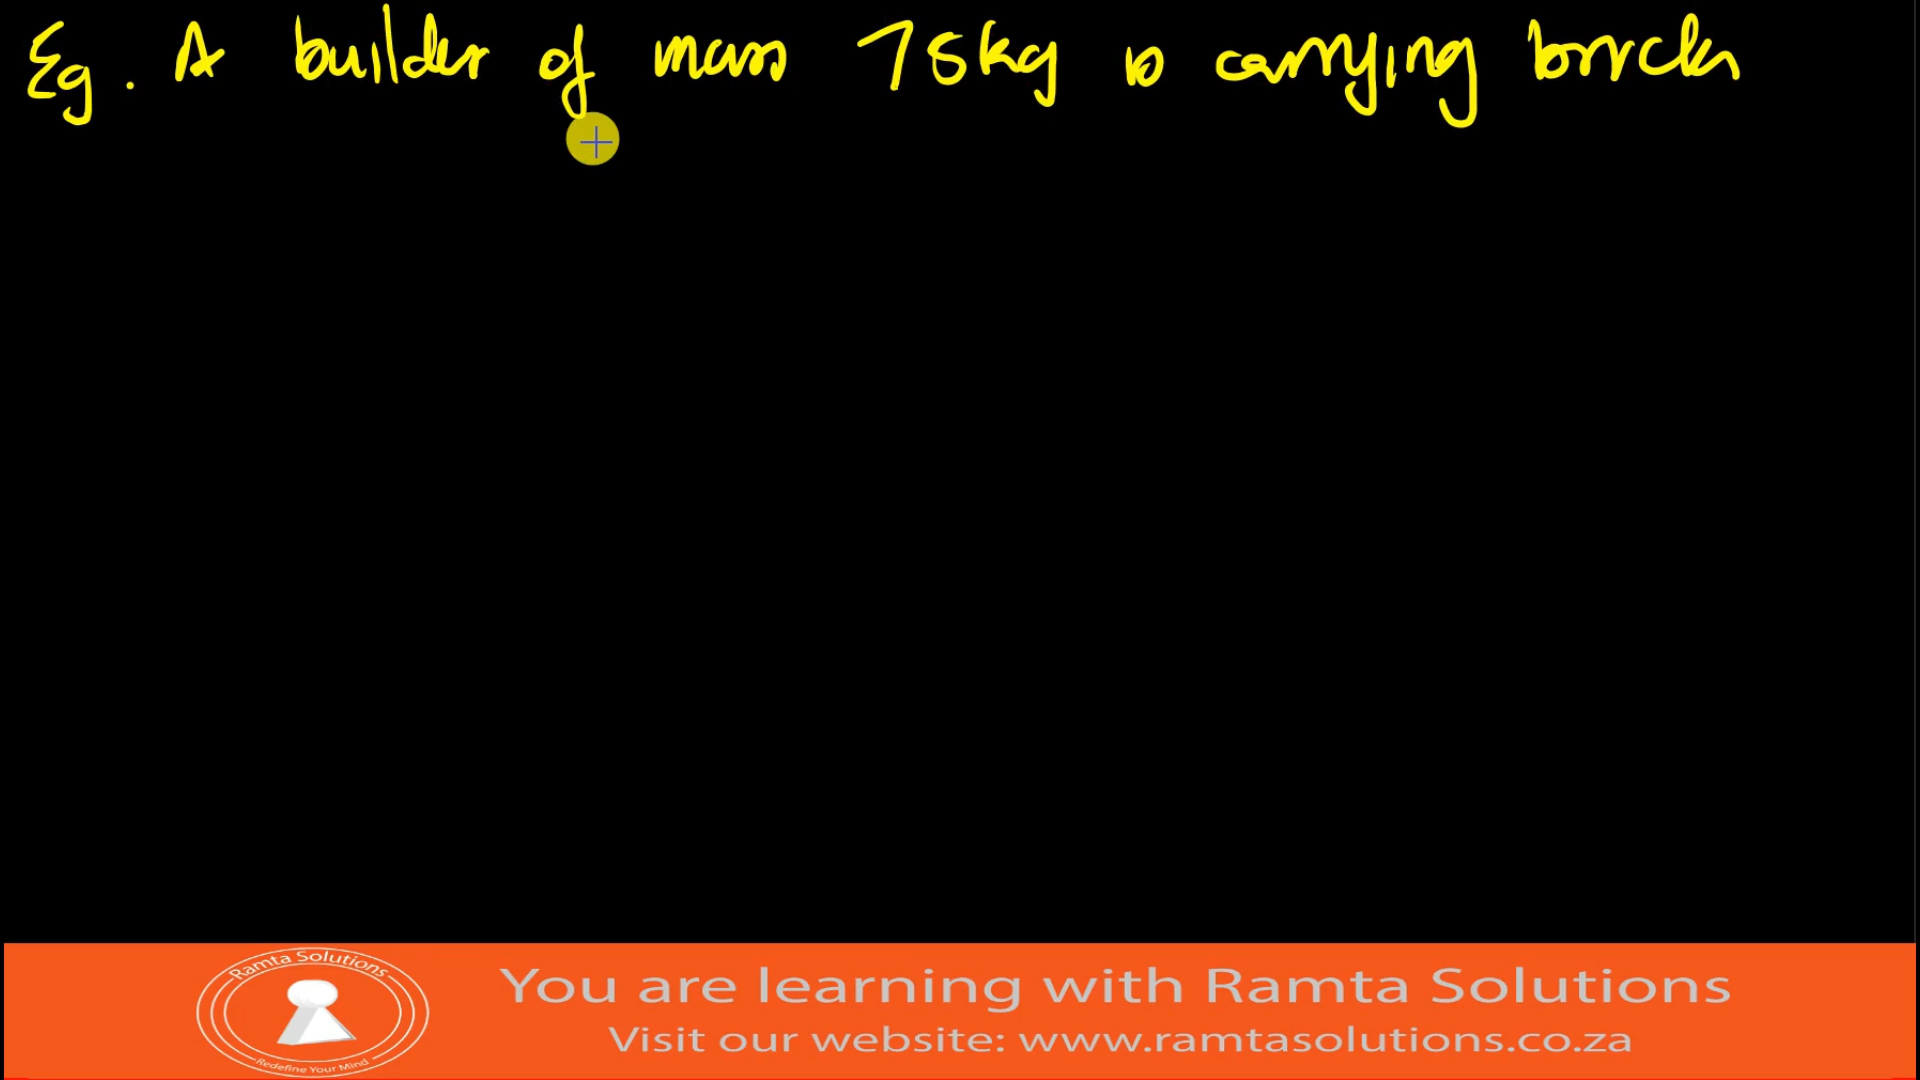 Eg. A builder of mass 75kg is carrying bricks
Ramta Solutions
Redefine Your Mind
You are learning with Ramta Solutions
Visit our website: www.ramtasolutions.co.za